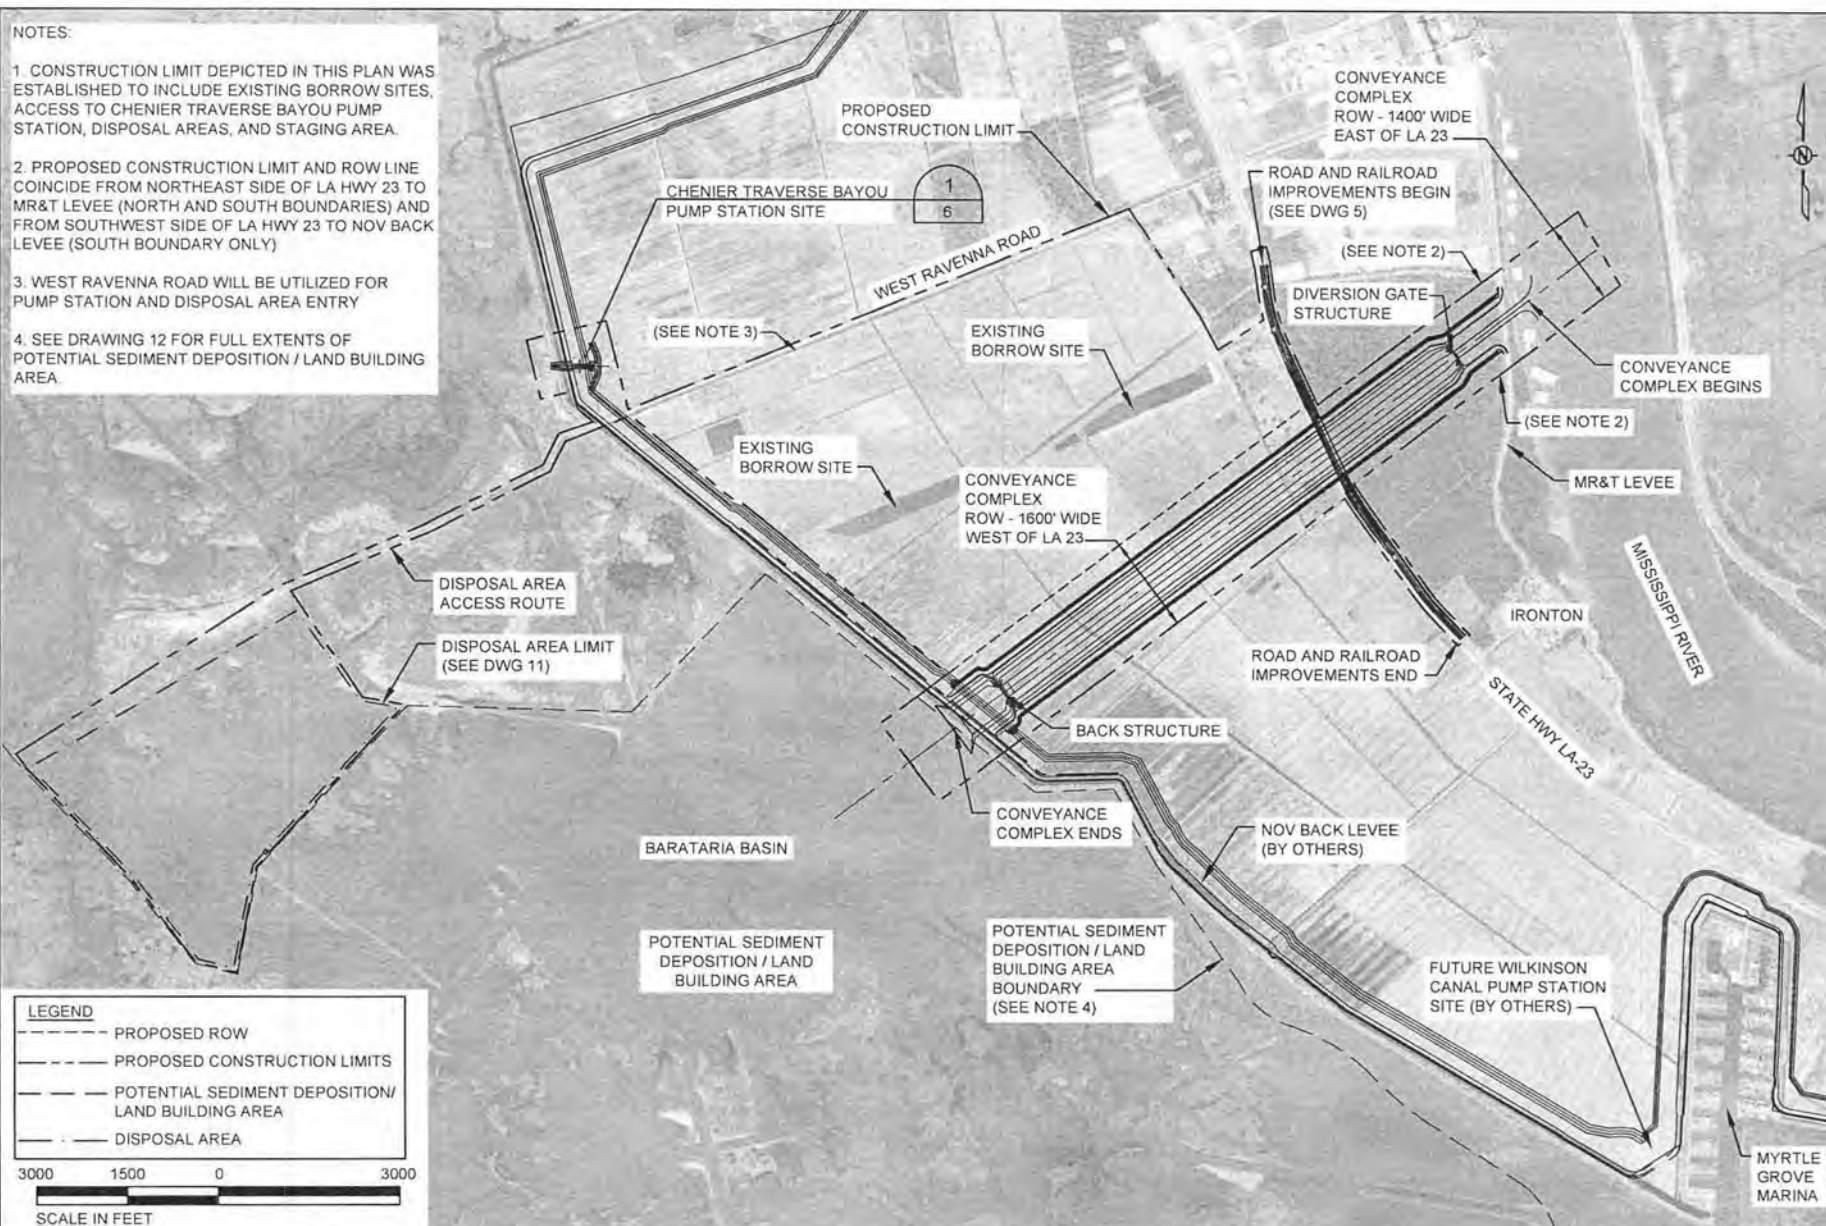 NOTES:
1. CONSTRUCTION LIMIT DEPICTED IN THIS PLAN WAS
ESTABLISHED TO INCLUDE EXISTING BORROW SITES,
ACCESS TO CHENIER TRAVERSE BAYOU PUMP
STATION, DISPOSAL AREAS, AND STAGING AREA.
2. PROPOSED CONSTRUCTION LIMIT AND ROW LINE
COINCIDE FROM NORTHEAST SIDE OF LA HWY 23 TO
MR&T LEVEE (NORTH AND SOUTH BOUNDARIES) AND
FROM SOUTHWEST SIDE OF LA HWY 23 TO NOV BACK
LEVEE (SOUTH BOUNDARY ONLY)
3. WEST RAVENNA ROAD WILL BE UTILIZED FOR
PUMP STATION AND DISPOSAL AREA ENTRY
4. SEE DRAWING 12 FOR FULL EXTENTS OF
POTENTIAL SEDIMENT DEPOSITION / LAND BUILDING
AREA.
PROPOSED
CONSTRUCTION LIMIT
CONVEYANCE
COMPLEX
ROW - 1400' WIDE
EAST OF LA 23
N
CHENIER TRAVERSE BAYOU
PUMP STATION SITE
1
6
ROAD AND RAILROAD
IMPROVEMENTS BEGIN
(SEE DWG 5)
WEST RAVENNA ROAD
(SEE NOTE 2)
DIVERSION GATE
STRUCTURE
(SEE NOTE 3)
EXISTING
BORROW SITE
CONVEYANCE
COMPLEX BEGINS
(SEE NOTE 2)
EXISTING
BORROW SITE
CONVEYANCE
COMPLEX
ROW - 1600' WIDE
WEST OF LA 23
MR&T LEVEE
MISSISSIPPI RIVER
DISPOSAL AREA
ACCESS ROUTE
IRONTON
DISPOSAL AREA LIMIT
(SEE DWG 11)
ROAD AND RAILROAD
IMPROVEMENTS END
STATE HWY LA-23
BACK STRUCTURE
CONVEYANCE
COMPLEX ENDS
BARATARIA BASIN
NOV BACK LEVEE
(BY OTHERS)
POTENTIAL SEDIMENT
DEPOSITION / LAND
BUILDING AREA
POTENTIAL SEDIMENT
DEPOSITION / LAND
BUILDING AREA
BOUNDARY
(SEE NOTE 4)
FUTURE WILKINSON
CANAL PUMP STATION
SITE (BY OTHERS)
MYRTLE
GROVE
MARINA
LEGEND
PROPOSED ROW
PROPOSED CONSTRUCTION LIMITS
POTENTIAL SEDIMENT DEPOSITION/
LAND BUILDING AREA
DISPOSAL AREA
3000 1500 0 3000
SCALE IN FEET